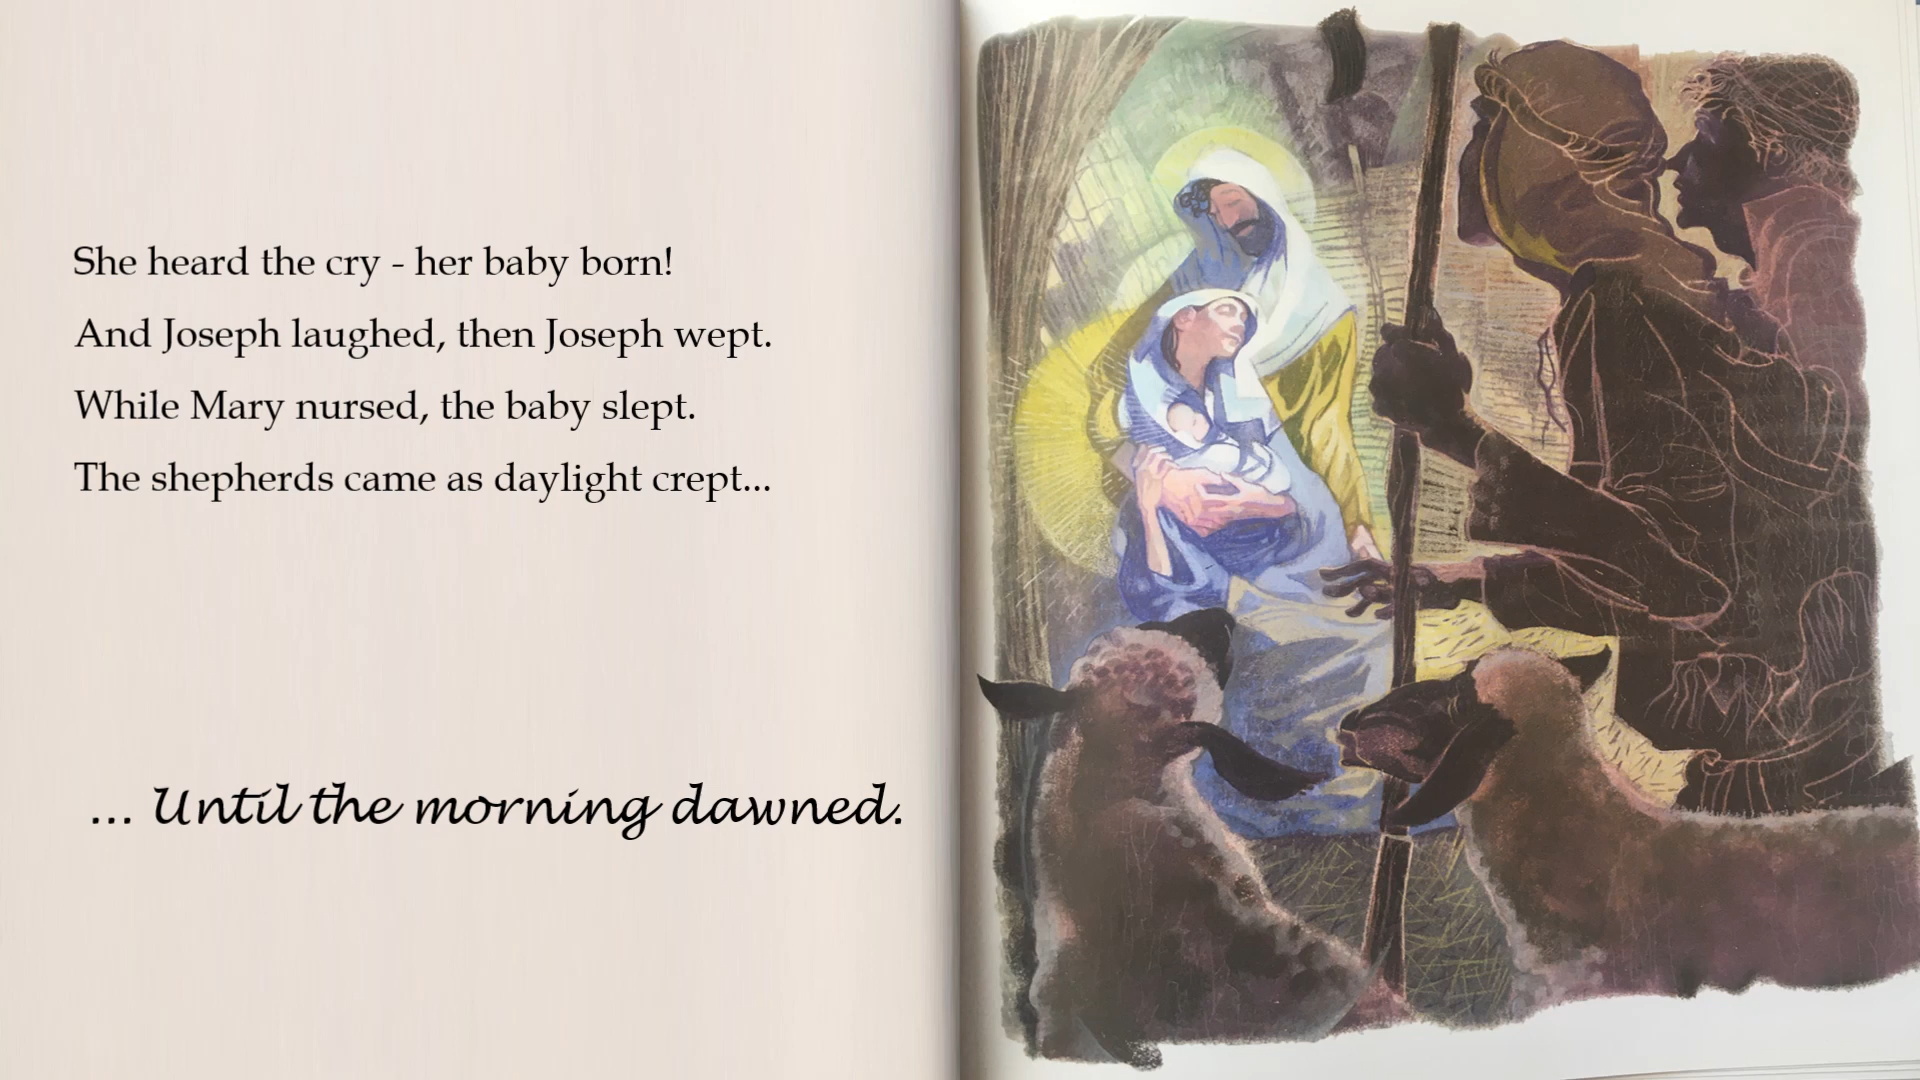 She heard the cry - her baby born!
And Joseph laughed, then Joseph wept.
While Mary nursed, the baby slept.
The shepherds came as daylight crept...
... Until the morning dawned.